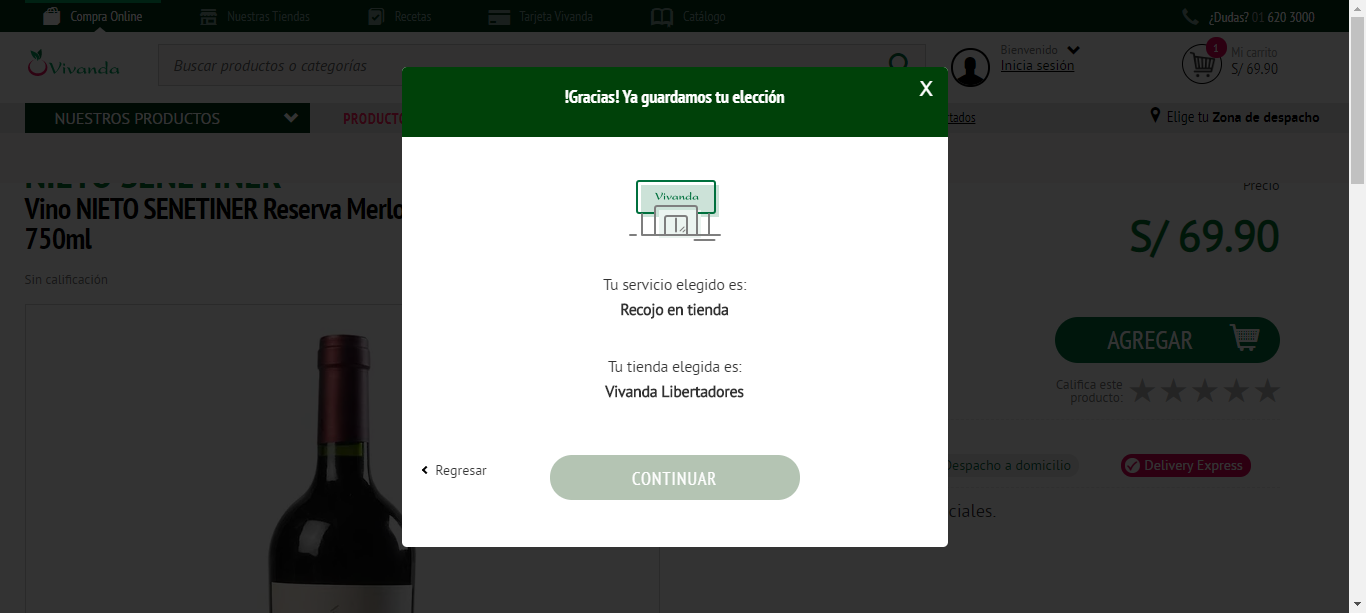 Compra Online
Nuestras Tiendas
Recetas
Tarjeta Vivanda
Catálogo
¿Dudas? 01 620 3000
Vivanda
Buscar productos o categorías
Bienvenido
Inicia sesión
1
Mi carrito
S/ 69.90
NUESTROS PRODUCTOS
PRODUCTO
tados
Elige tu Zona de despacho
!Gracias! Ya guardamos tu elección
X
NIETO SENETINER
Vino NIETO SENETINER Reserva Merlo
750ml
Sin calificación
Precio
S/ 69.90
AGREGAR
Califica este
producto:
Despacho a domicilio
Delivery Express
ciales.
Vivanda
Tu servicio elegido es:
Recojo en tienda
Tu tienda elegida es:
Vivanda Libertadores
Regresar
CONTINUAR